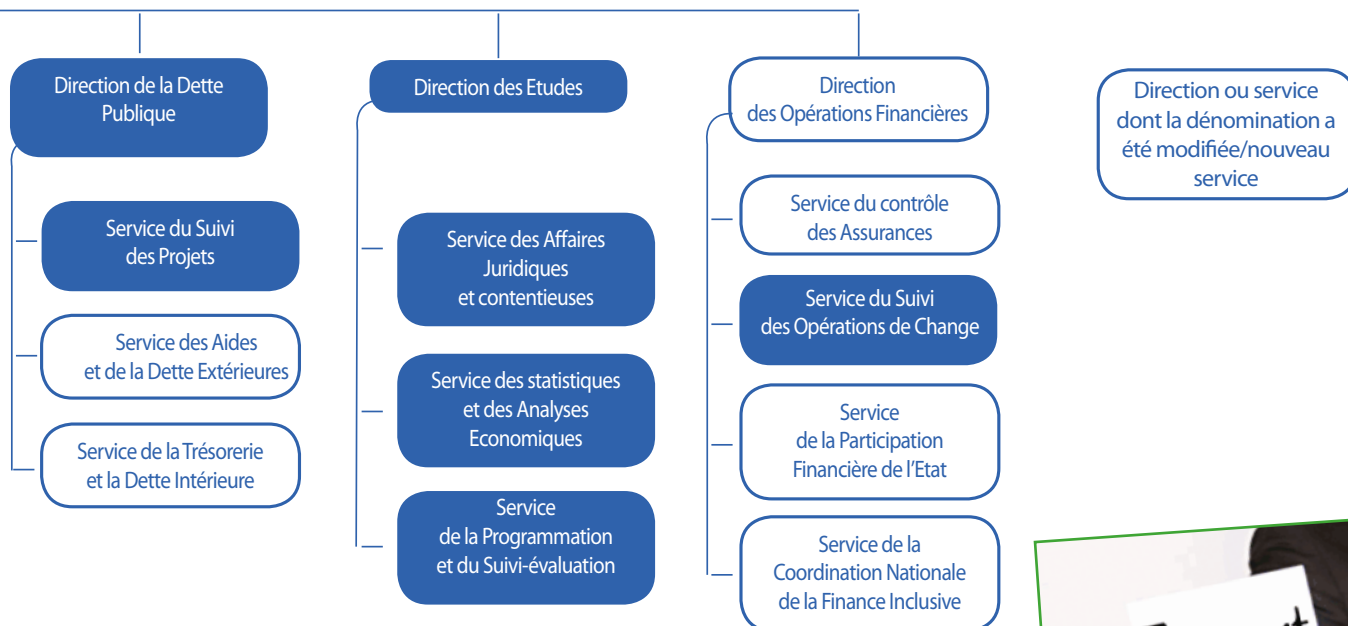 Direction de la Dette
Publique
Service du Suivi
des Projets
Service des Aides
et de la Dette Extérieures
Service de la Trésorerie
et la Dette Intérieure
Direction des Etudes
Service des Affaires
Juridiques
et contentieuses
Service des statistiques
et des Analyses
Economiques
Service
de la Programmation
et du Suivi-évaluation
Direction
des Opérations Financières
Service du contrôle
des Assurances
Service du Suivi
des Opérations de Change
Service
de la Participation
Financière de l’Etat
Service de la
Coordination Nationale
de la Finance Inclusive
Direction ou service
dont la dénomination a
été modifiée/nouveau
service